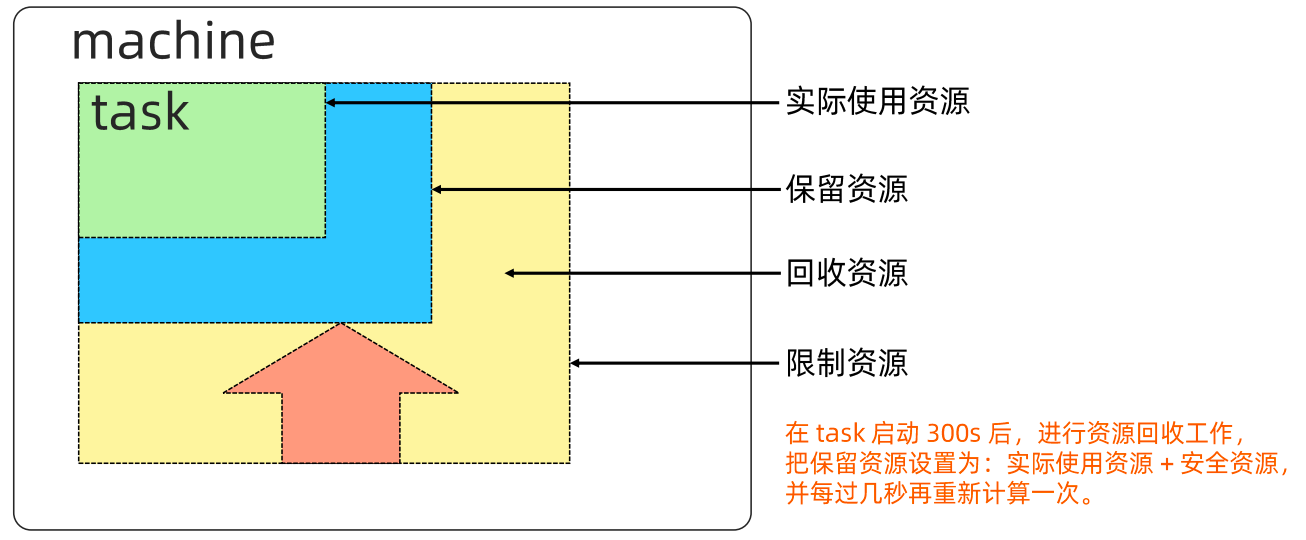 machine
task
实际使用资源
保留资源
回收资源
限制资源
在 task 启动 300s 后，进行资源回收工作，
把保留资源设置为：实际使用资源 + 安全资源，
并每过几秒再重新计算一次。